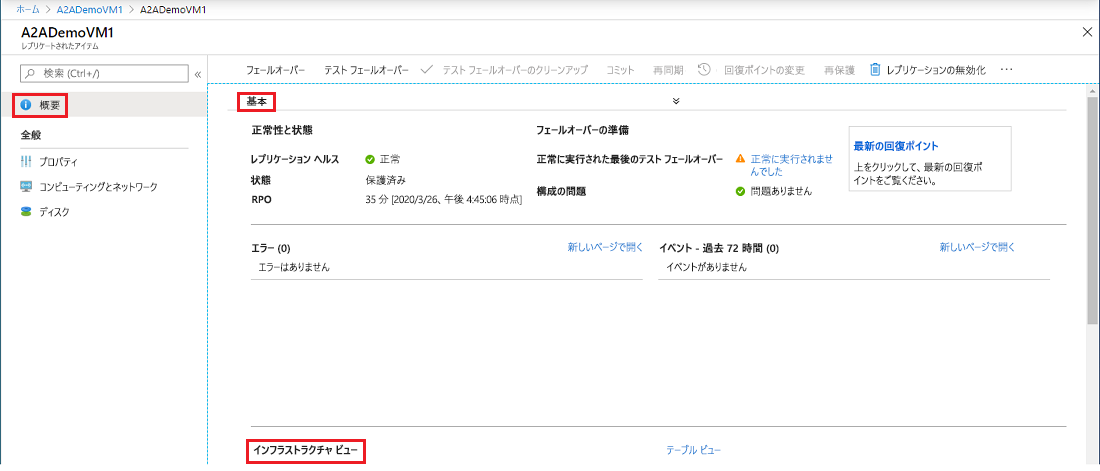 ホーム > A2ADemoVM1 > A2ADemoVM1
A2ADemoVM1
レプリケートされたアイテム
検索 (Ctrl+/)
«
フェールオーバー テスト フェールオーバー テスト フェールオーバーのクリーンアップ コミット 再同期 回復ポイントの変更 再保護 レプリケーションの無効化 ...
概要
全般
プロパティ
コンピューティングとネットワーク
ディスク
基本
正常性と状態
レプリケーション ヘルス 正常
状態 保護済み
RPO 35 分 [2020/3/26、午後 4:45:06 時点]
フェールオーバーの準備
正常に実行された最後のテスト フェールオーバー 正常に実行されませ
んでした
構成の問題 問題ありません
最新の回復ポイント
上をクリックして、最新の回復ポ
イントをご覧ください。
エラー (0) 新しいページで開く
エラーはありません
イベント - 過去 72 時間 (0) 新しいページで開く
イベントがありません
インフラストラクチャ ビュー テーブル ビュー